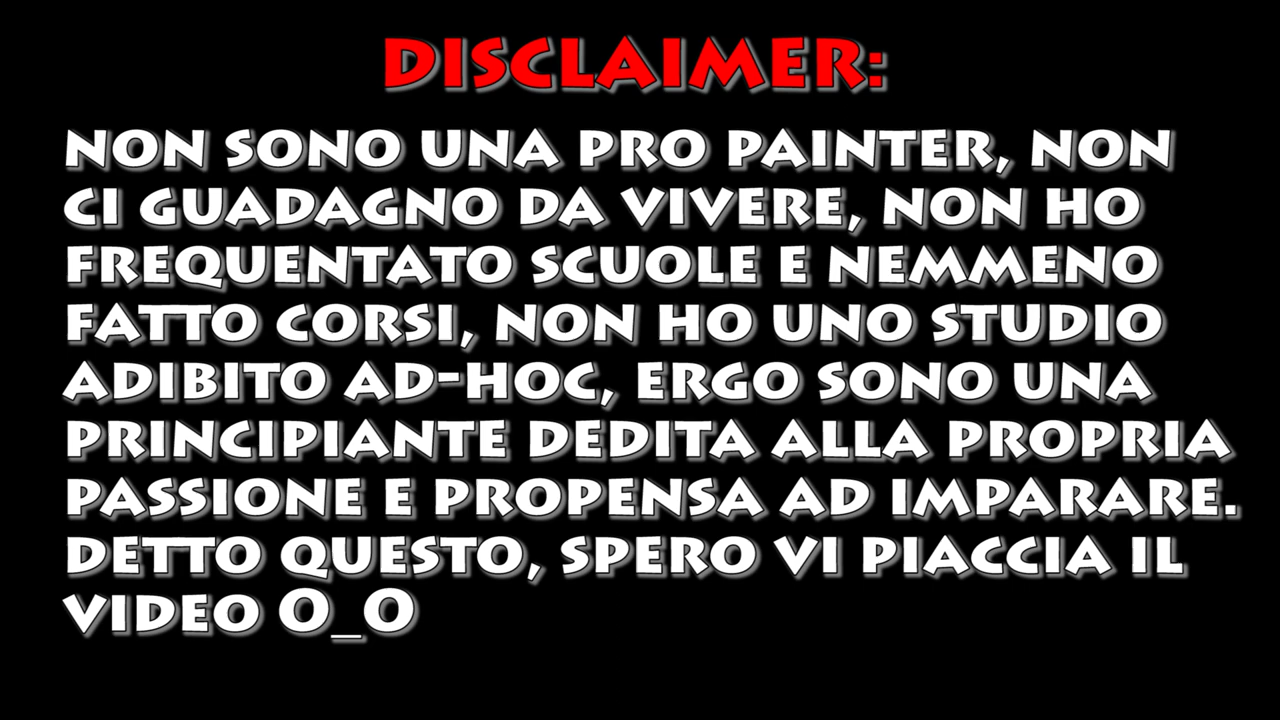 DISCLAIMER:
NON SONO UNA PRO PAINTER, NON
CI GUADAGNO DA VIVERE, NON HO
FREQUENTATO SCUOLE E NEMMENO
FATTO CORSI, NON HO UNO STUDIO
ADIBITO AD-HOC, ERGO SONO UNA
PRINCIPIANTE DEDITA ALLA PROPRIA
PASSIONE E PROPENSA AD IMPARARE.
DETTO QUESTO, SPERO VI PIACCIA IL
VIDEO O_O